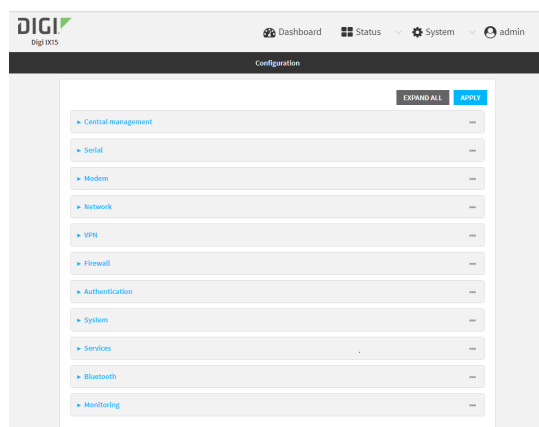 DIGI.
Digi IX15
Dashboard
Status
System
admin
Configuration
EXPAND ALL
APPLY
Central management
Serial
Modem
Network
VPN
Firewall
Authentication
System
Services
Bluetooth
Monitoring